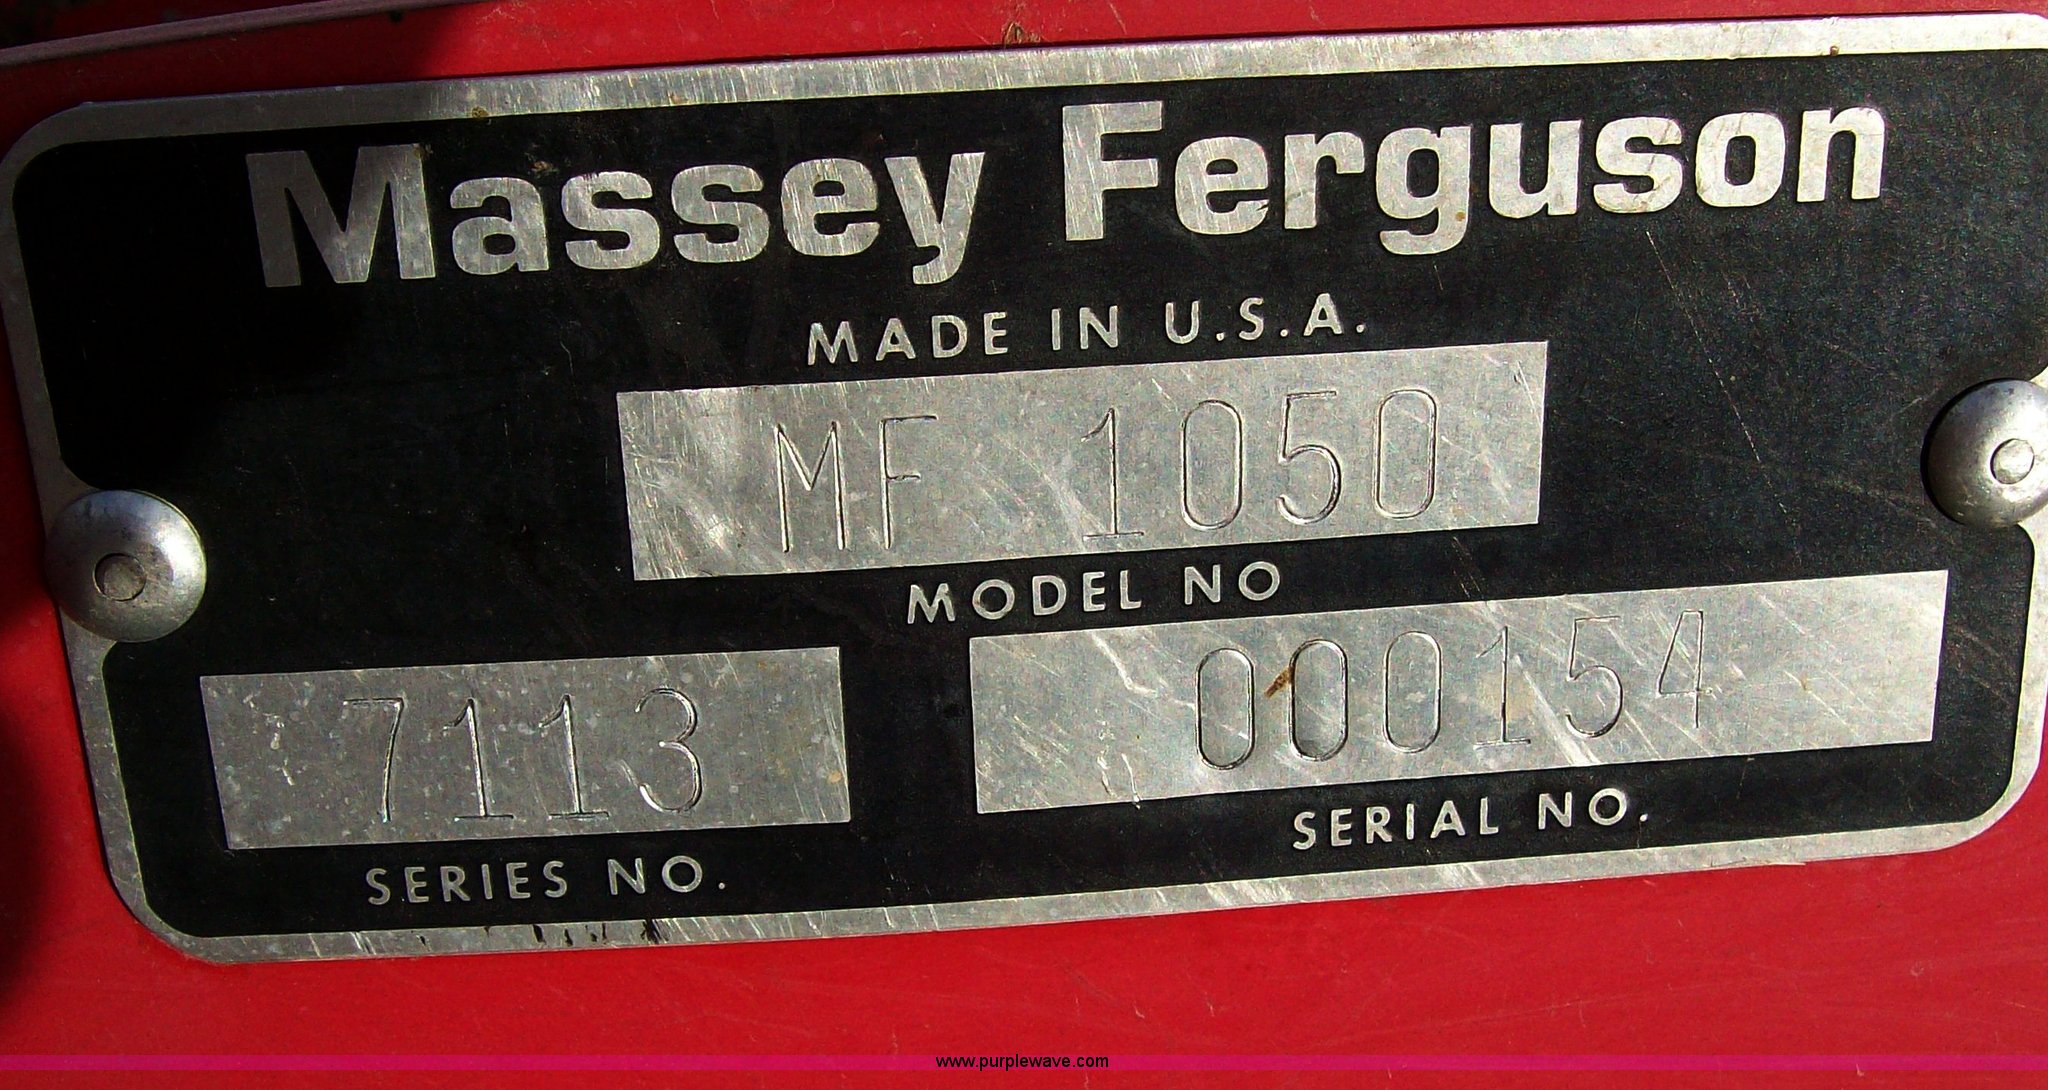 Massey Ferguson
MADE IN U.S.A.
MF 1050
MODEL NO
7113
SERIES NO.
000154
SERIAL NO.
www.purplewave.com